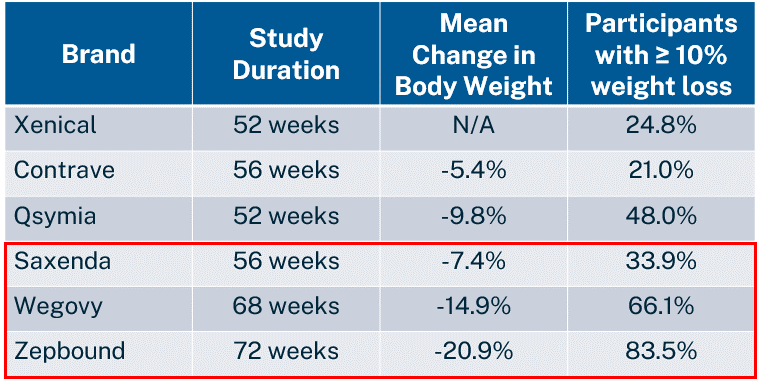 Brand Study Duration Mean Change in Body Weight Participants with ≥ 10% weight loss
Xenical 52 weeks N/A 24.8%
Contrave 56 weeks -5.4% 21.0%
Qsymia 52 weeks -9.8% 48.0%
Saxenda 56 weeks -7.4% 33.9%
Wegovy 68 weeks -14.9% 66.1%
Zepbound 72 weeks -20.9% 83.5%